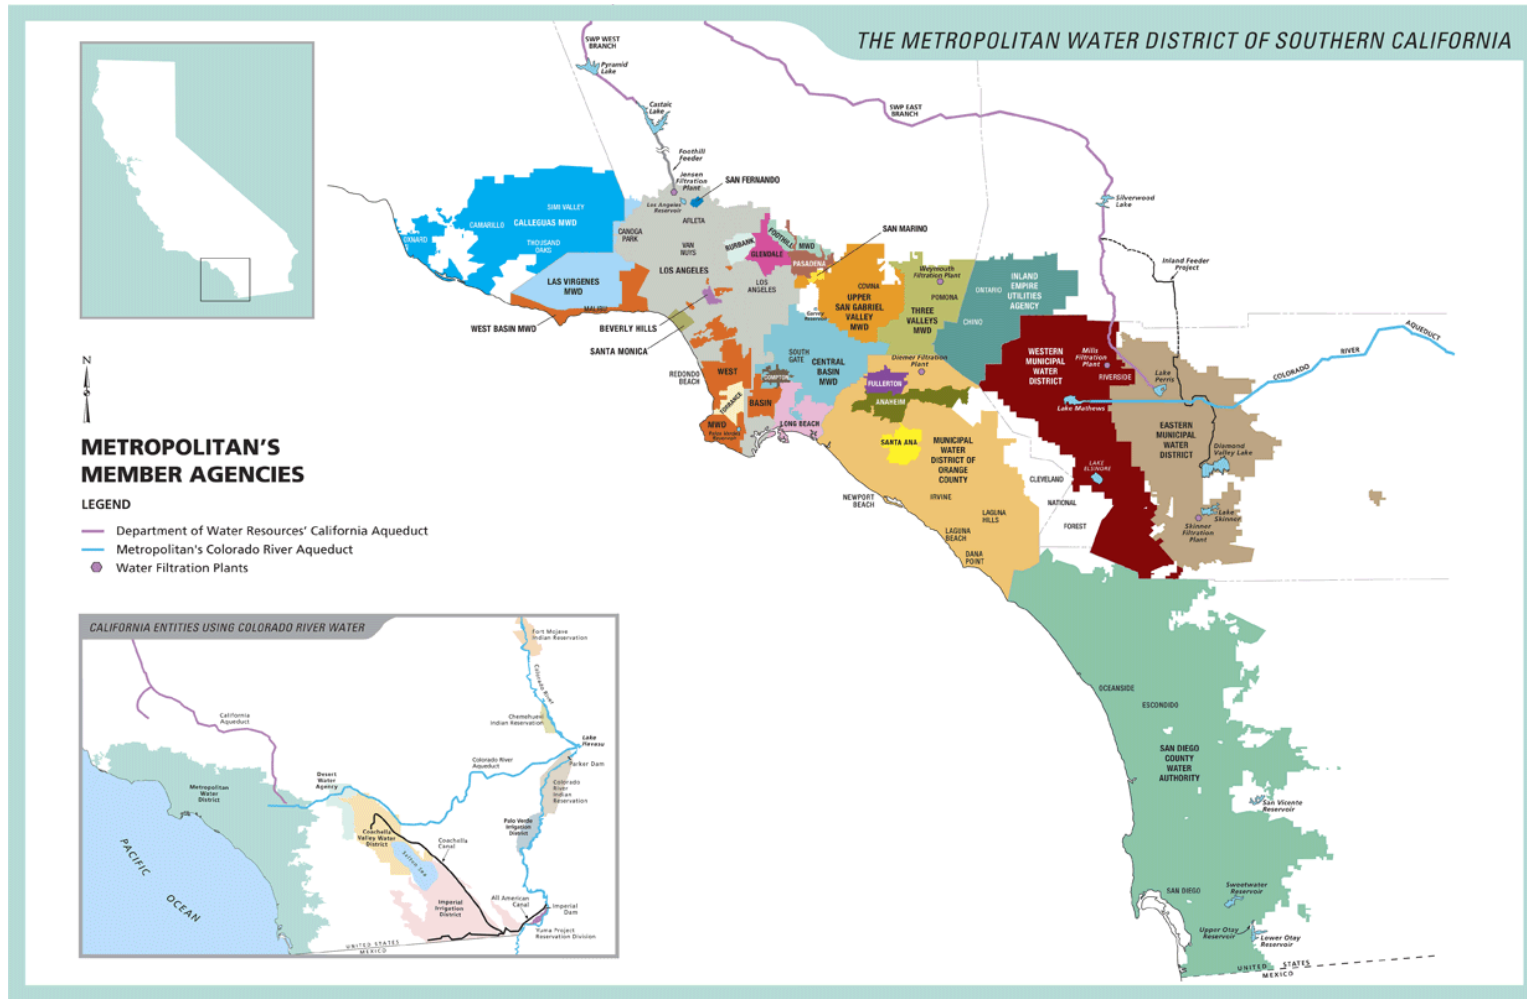 THE METROPOLITAN WATER DISTRICT OF SOUTHERN CALIFORNIA
SWP WEST
BRANCH
Pyramid
Lake
Castaic
Lake
SWP EAST
BRANCH
Foothill
Feeder
Jensen
Filtration
Plant
SAN FERNANDO
Los Angeles
Reservoir
Silverwood
Lake
SIMI VALLEY
CAMARILLO
CALLEGUAS MWD
OXNARD
THOUSAND
OAKS
CANOGA
PARK
ARLETA
VAN
NUYS
BURBANK
GLENDALE
FOOTHILL
MWD
PASADENA
SAN MARINO
LOS ANGELES
LOS
ANGELES
LAS VIRGENES
MWD
MALIBU
WEST BASIN MWD
BEVERLY HILLS
SANTA MONICA
Garvey
Reservoir
COVINA
UPPER
SAN GABRIEL
VALLEY
MWD
Weymouth
Filtration Plant
POMONA
THREE
VALLEYS
MWD
ONTARIO
CHINO
INLAND
EMPIRE
UTILITIES
AGENCY
Inland Feeder
Project
SOUTH
GATE
CENTRAL
BASIN
MWD
Diemer Filtration
Plant
FULLERTON
ANAHEIM
REDONDO
BEACH
WEST
BASIN
MWD
TORRANCE
Palos Verdes
Reservoir
LONG BEACH
SANTA ANA
MUNICIPAL
WATER
DISTRICT OF
ORANGE
COUNTY
WESTERN
MUNICIPAL
WATER
DISTRICT
Mills
Filtration
Plant
RIVERSIDE
Lake
Perris
Lake Mathews
COLORADO
RIVER
AQUEDUCT
EASTERN
MUNICIPAL
WATER
DISTRICT
Diamond
Valley Lake
LAKE
ELSINORE
Lake
Skinner
Skinner
Filtration
Plant
CLEVELAND
NATIONAL
FOREST
NEWPORT
BEACH
IRVINE
LAGUNA
HILLS
LAGUNA
BEACH
DANA
POINT
OCEANSIDE
ESCONDIDO
SAN DIEGO
COUNTY
WATER
AUTHORITY
San Vicente
Reservoir
SAN DIEGO
Sweetwater
Reservoir
Upper Otay
Reservoir
Lower Otay
Reservoir
UNITED STATES
MEXICO
N
METROPOLITAN'S
MEMBER AGENCIES
LEGEND
Department of Water Resources' California Aqueduct
Metropolitan's Colorado River Aqueduct
Water Filtration Plants
CALIFORNIA ENTITIES USING COLORADO RIVER WATER
Fort Mojave
Indian Reservation
Colorado River
Chemehuevi
Indian Reservation
Lake
Havasu
Parker Dam
California
Aqueduct
Colorado River
Aqueduct
Colorado
River
Indian
Reservation
Metropolitan
Water
District
Desert
Water
Agency
Palo Verde
Irrigation
District
Coachella
Valley Water
District
Coachella
Canal
Salton Sea
Imperial
Irrigation
District
All American
Canal
Imperial
Dam
Yuma Project
Reservation Division
PACIFIC
OCEAN
UNITED STATES
MEXICO